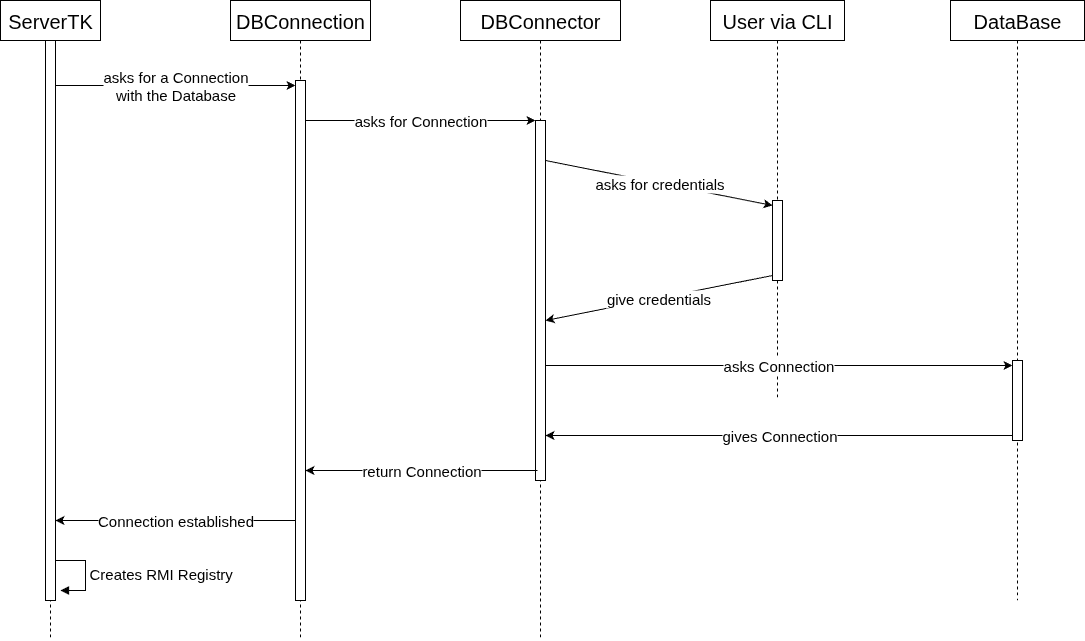 ServerTK
DBConnection
DBConnector
User via CLI
DataBase
asks for a Connection
with the Database
asks for Connection
asks for credentials
give credentials
asks Connection
gives Connection
return Connection
Connection established
Creates RMI Registry